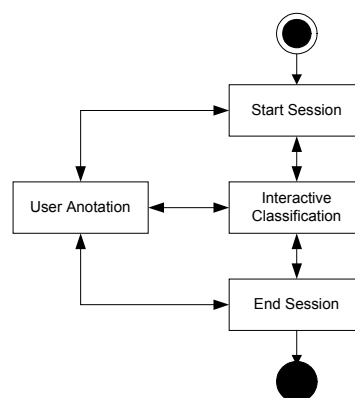 Start Session
User Anotation
Interactive
Classification
End Session